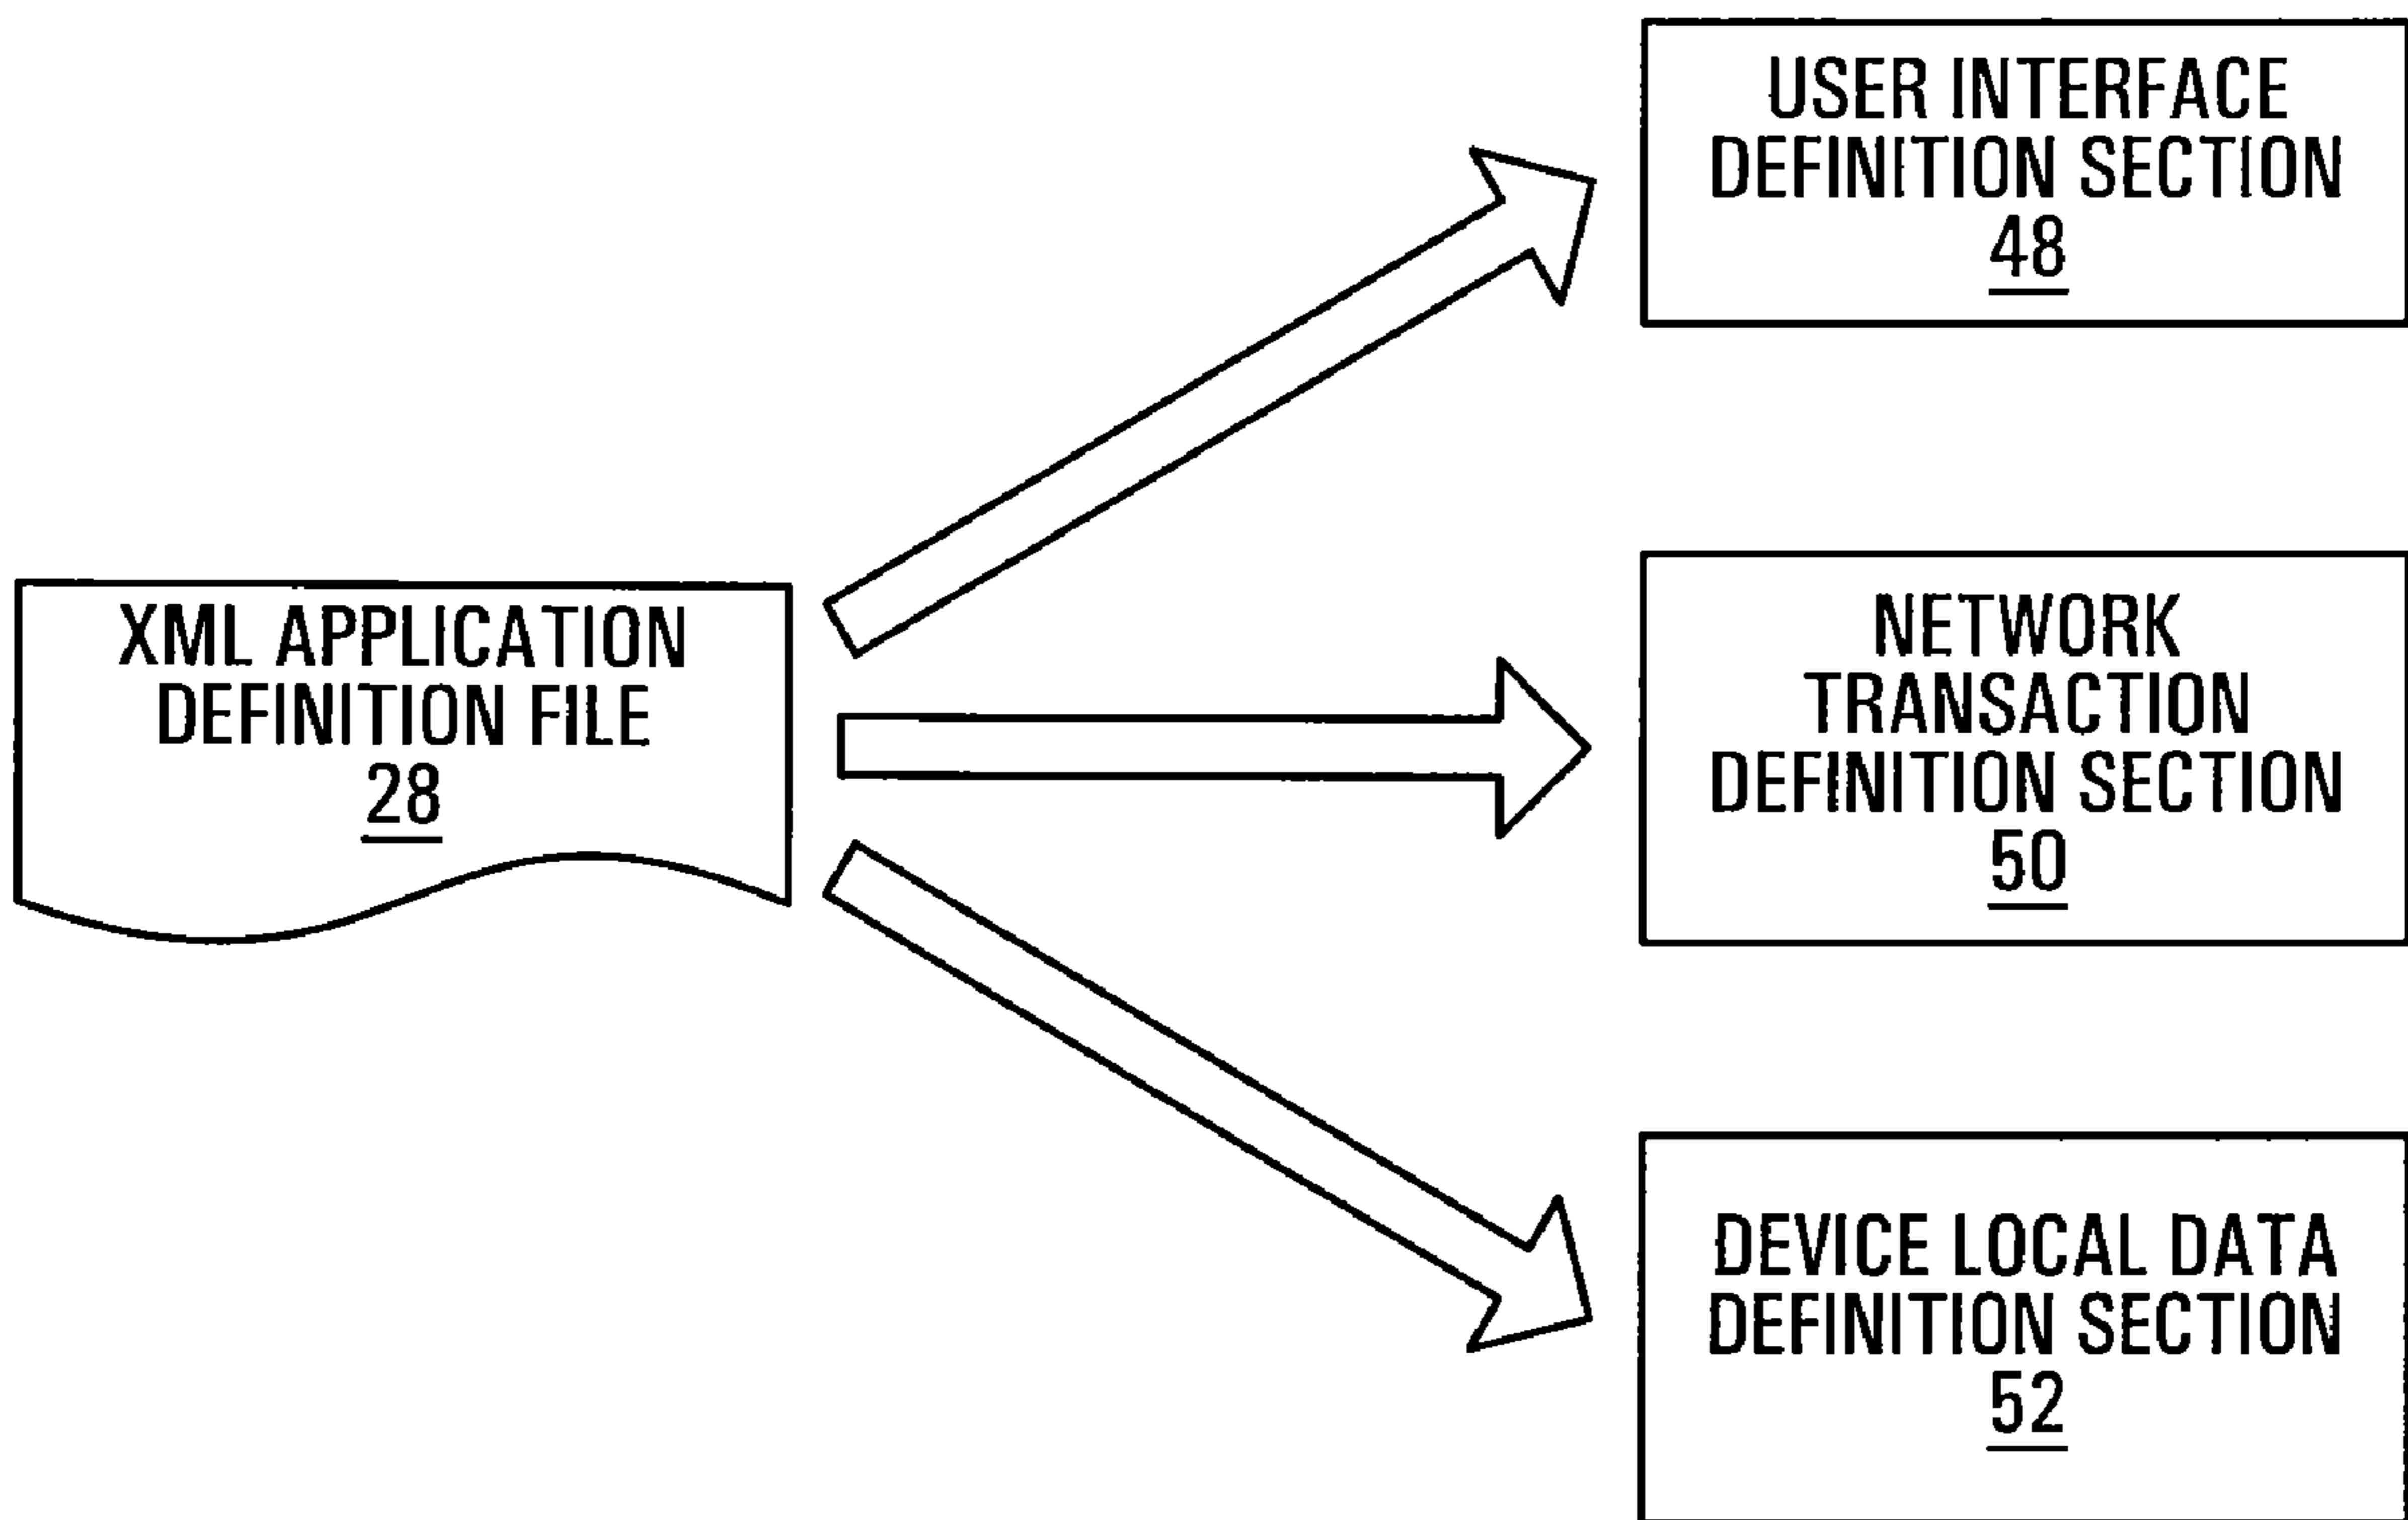 USER INTERFACE
DEFINITION SECTION
48
XML APPLICATION
DEFINITION FILE
28
NETWORK
TRANSACTION
DEFINITION SECTION
50
DEVICE LOCAL DATA
DEFINITION SECTION
52